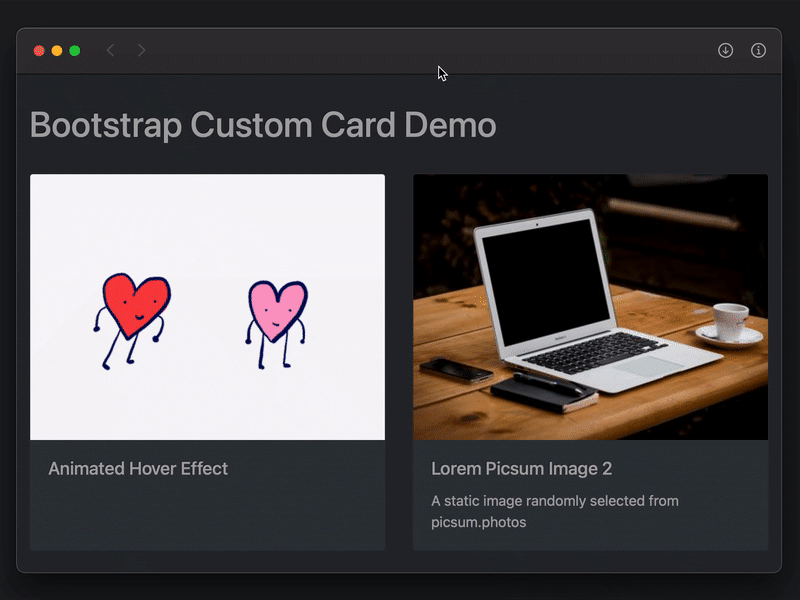 Bootstrap Custom Card Demo
Animated Hover Effect
Lorem Picsum Image 2
A static image randomly selected from
picsum.photos